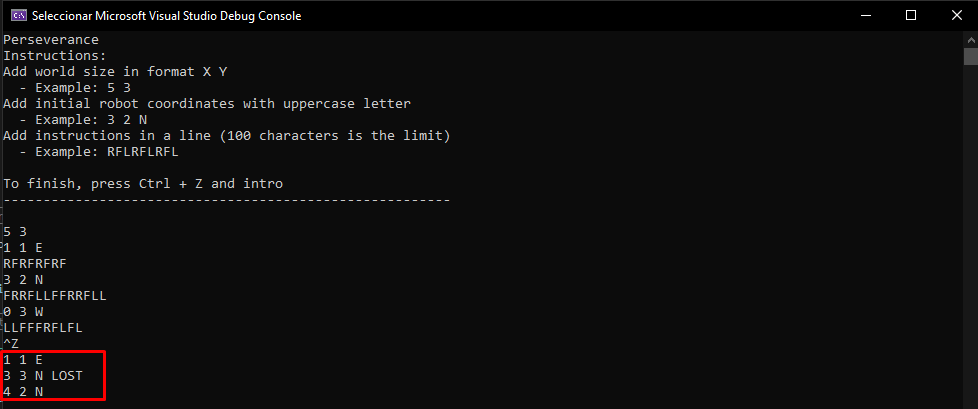 Seleccionar Microsoft Visual Studio Debug Console
Perseverance
Instructions:
Add world size in format X Y
- Example: 5 3
Add initial robot coordinates with uppercase letter
- Example: 3 2 N
Add instructions in a line (100 characters is the limit)
- Example: RFLRFLRFL
To finish, press Ctrl + Z and intro
--------------------------------------------------------
5 3
1 1 E
RFRFRFRF
3 2 N
FRRFLLFFRRFLL
0 3 W
LLFFFRFLFL
^Z
1 1 E
3 3 N LOST
4 2 N